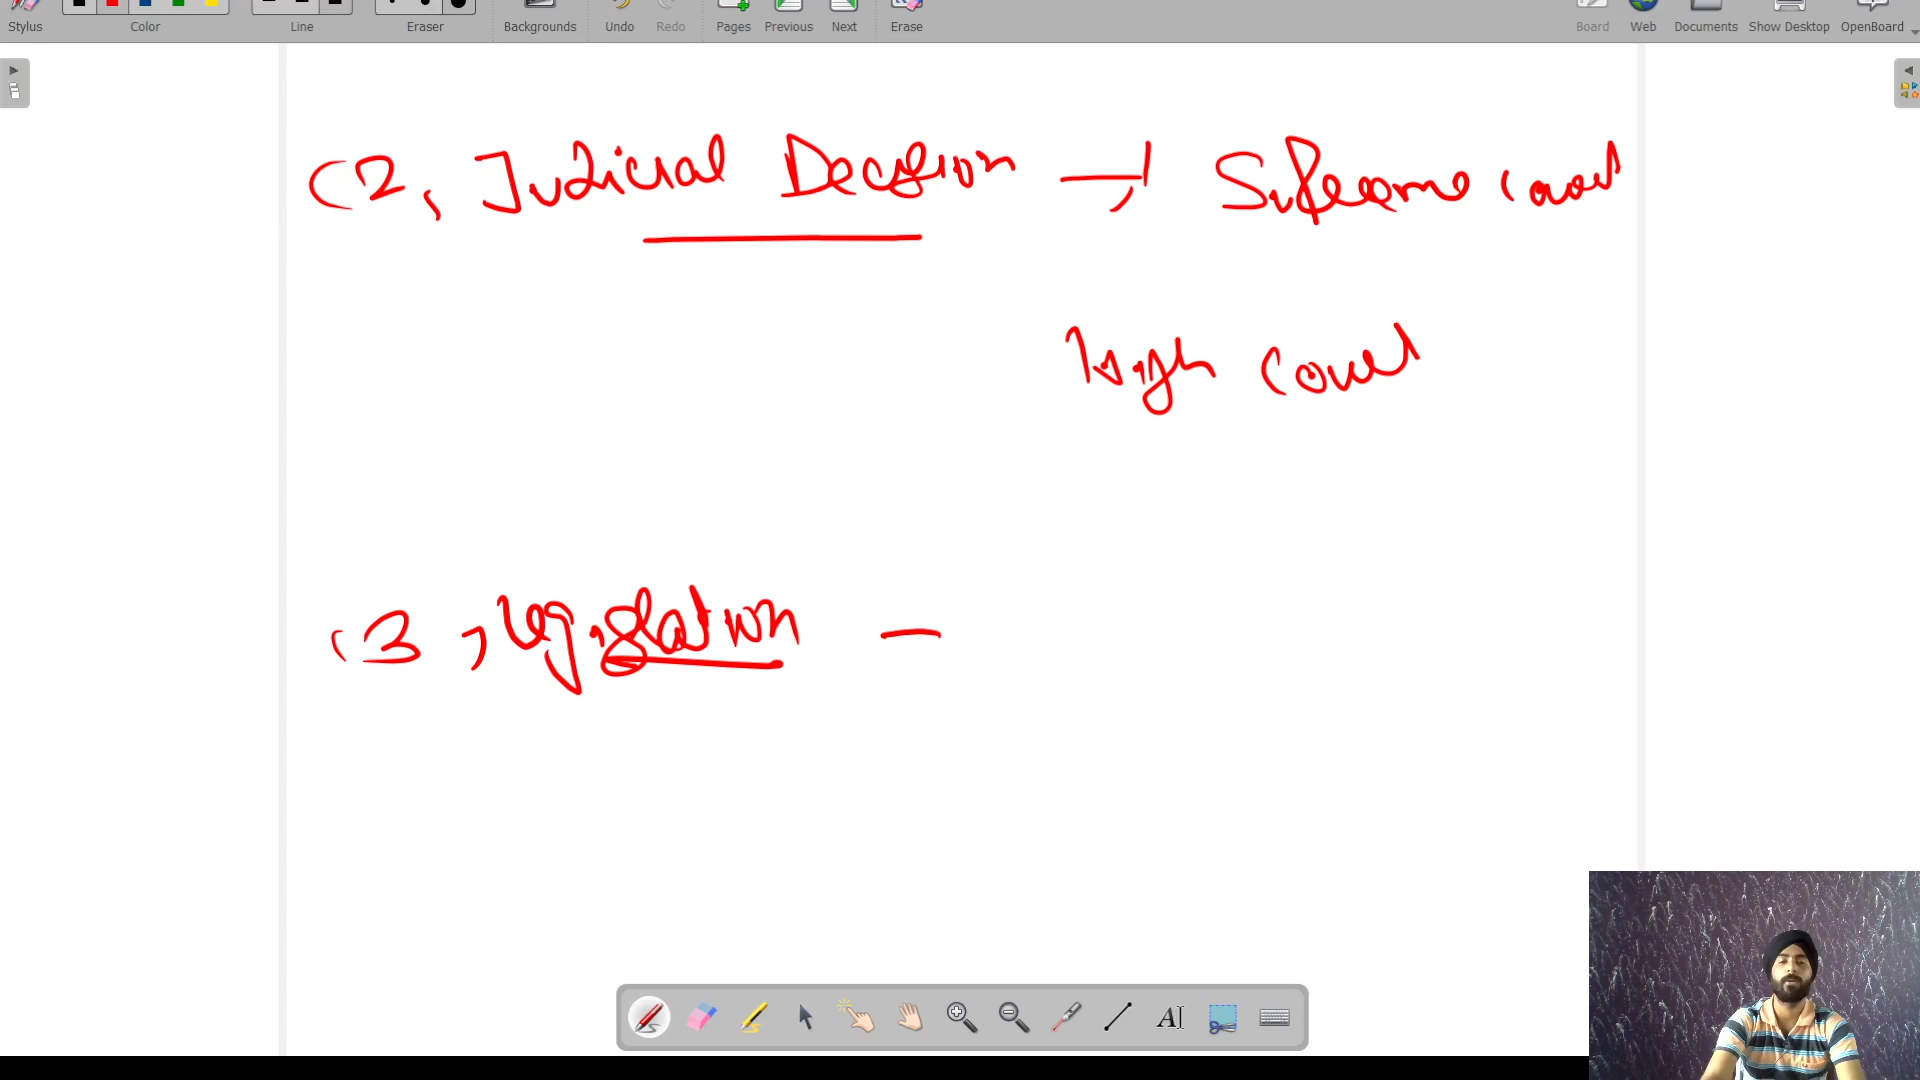 Stylus Color Line Eraser Backgrounds Undo Redo Pages Previous Next Erase Board Web Documents Show Desktop OpenBoard
(2, Judicial Decision → Supreme court
high court
(3, legislation —